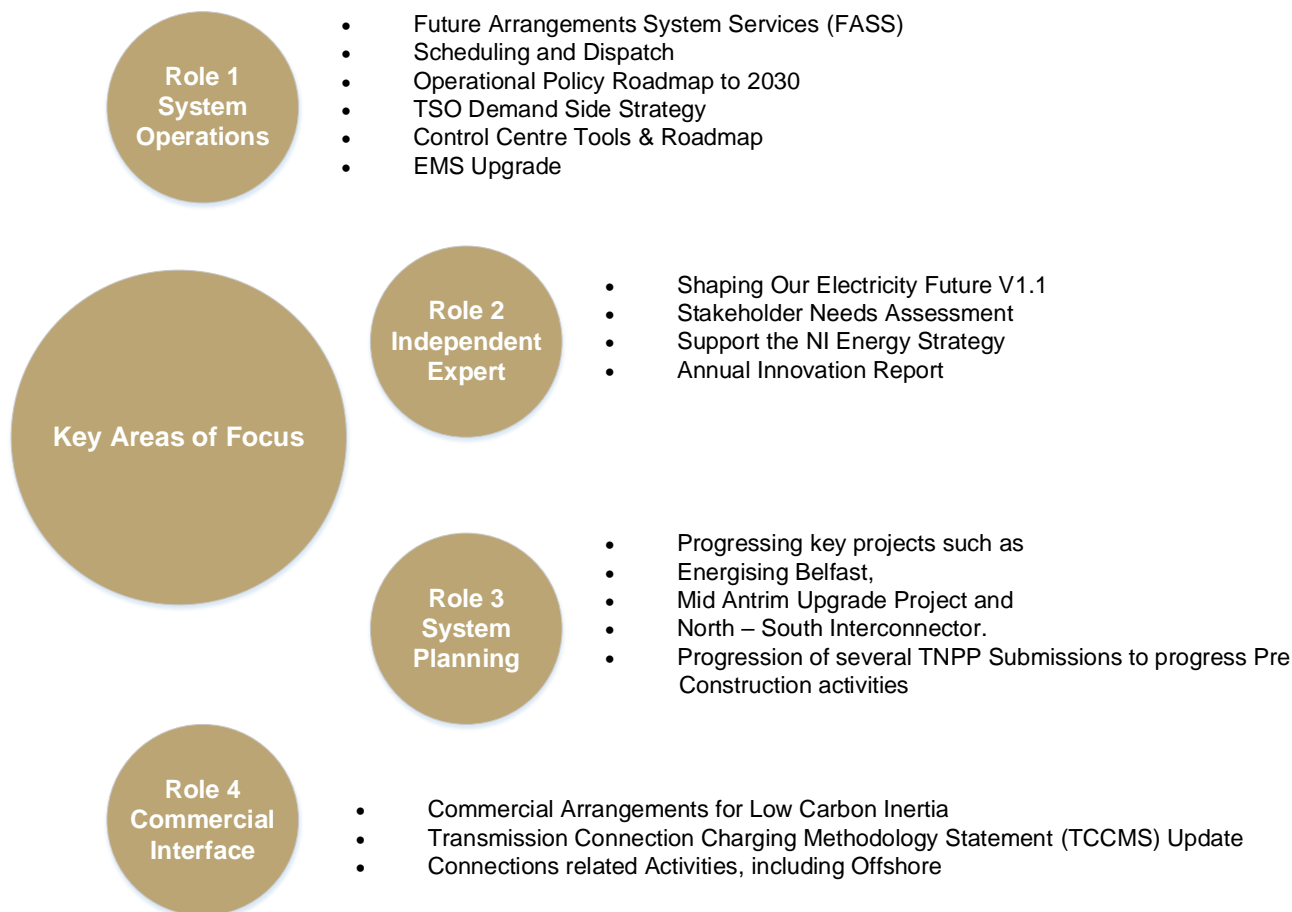 Role 1
System
Operations
• Future Arrangements System Services (FASS)
• Scheduling and Dispatch
• Operational Policy Roadmap to 2030
• TSO Demand Side Strategy
• Control Centre Tools & Roadmap
• EMS Upgrade
Key Areas of Focus
Role 2
Independent
Expert
• Shaping Our Electricity Future V1.1
• Stakeholder Needs Assessment
• Support the NI Energy Strategy
• Annual Innovation Report
Role 3
System
Planning
• Progressing key projects such as
• Energising Belfast,
• Mid Antrim Upgrade Project and
• North – South Interconnector.
• Progression of several TNPP Submissions to progress Pre
Construction activities
Role 4
Commercial
Interface
• Commercial Arrangements for Low Carbon Inertia
• Transmission Connection Charging Methodology Statement (TCCMS) Update
• Connections related Activities, including Offshore